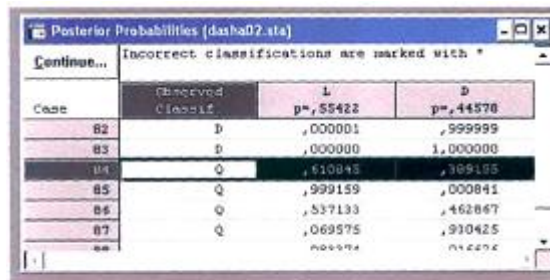 Posterior Probabilities (dasha02.sta)
Continue... Incorrect classifications are marked with *
Case Observed Classif. L p=,55422 D p=,44578
82 D ,000001 ,999999
83 D ,000000 1,000000
84 Q ,610845 ,389155
85 Q ,999159 ,000841
86 Q ,537133 ,462867
87 Q ,069575 ,930425